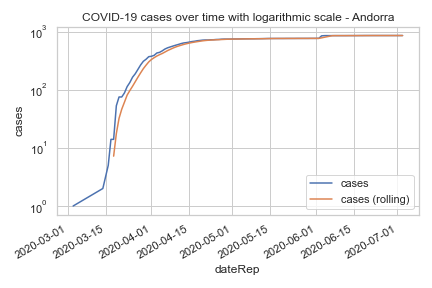 COVID-19 cases over time with logarithmic scale - Andorra
10³
10²
10¹
10⁰
cases
cases
cases (rolling)
2020-03-01
2020-03-15
2020-04-01
2020-04-15
2020-05-01
2020-05-15
2020-06-01
2020-06-15
2020-07-01
dateRep